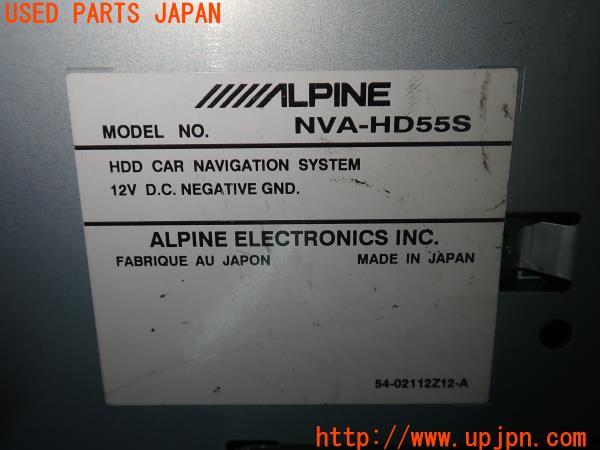 USED PARTS JAPAN
ALPINE
MODEL NO. NVA-HD55S
HDD CAR NAVIGATION SYSTEM
12V D.C. NEGATIVE GND.
ALPINE ELECTRONICS INC.
FABRIQUE AU JAPON MADE IN JAPAN
54-02112Z12-A
http://www.upjpn.com/